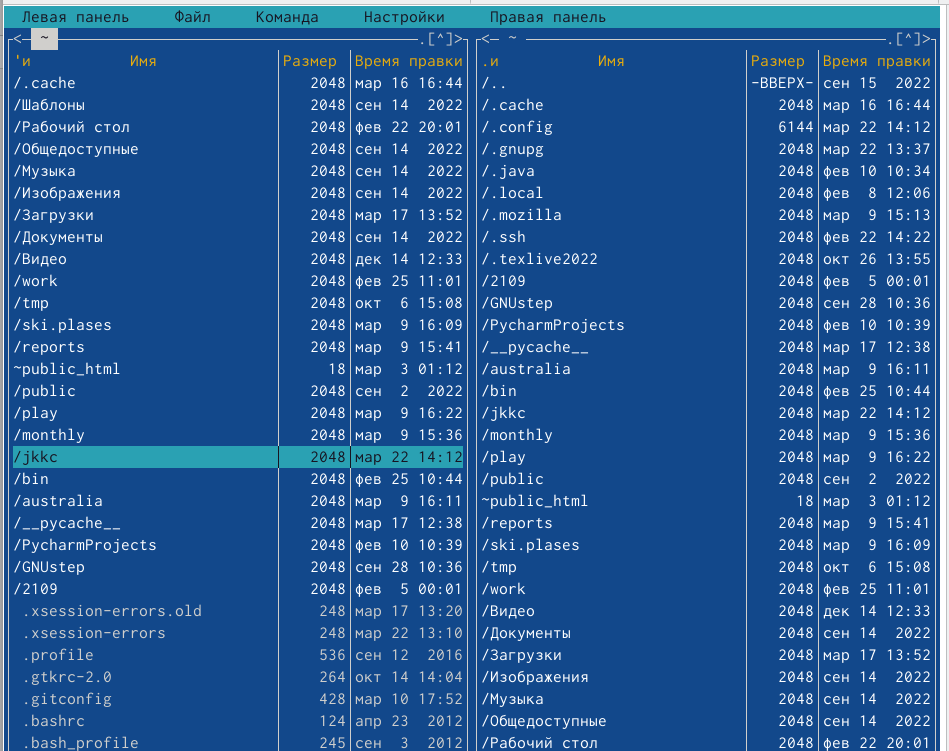 Левая панель Файл Команда Настройки Правая панель
<- ~ .[^]>
'и Имя Размер Время правки
/.cache 2048 мар 16 16:44
/Шаблоны 2048 сен 14 2022
/Рабочий стол 2048 фев 22 20:01
/Общедоступные 2048 сен 14 2022
/Музыка 2048 сен 14 2022
/Изображения 2048 сен 14 2022
/Загрузки 2048 мар 17 13:52
/Документы 2048 сен 14 2022
/Видео 2048 дек 14 12:33
/work 2048 фев 25 11:01
/tmp 2048 окт 6 15:08
/ski.plases 2048 мар 9 16:09
/reports 2048 мар 9 15:41
~public_html 18 мар 3 01:12
/public 2048 сен 2 2022
/play 2048 мар 9 16:22
/monthly 2048 мар 9 15:36
/jkkc 2048 мар 22 14:12
/bin 2048 фев 25 10:44
/australia 2048 мар 9 16:11
/__pycache__ 2048 мар 17 12:38
/PycharmProjects 2048 фев 10 10:39
/GNUstep 2048 сен 28 10:36
/2109 2048 фев 5 00:01
.xsession-errors.old 248 мар 17 13:20
.xsession-errors 248 мар 22 13:10
.profile 536 сен 12 2016
.gtkrc-2.0 264 окт 14 14:04
.gitconfig 428 мар 10 17:52
.bashrc 124 апр 23 2012
.bash_profile 245 сен 3 2012
<- ~ .[^]>
.и Имя Размер Время правки
/.. -ВВЕРХ- сен 15 2022
/.cache 2048 мар 16 16:44
/.config 6144 мар 22 14:12
/.gnupg 2048 мар 22 13:37
/.java 2048 фев 10 10:34
/.local 2048 фев 8 12:06
/.mozilla 2048 мар 9 15:13
/.ssh 2048 фев 22 14:22
/.texlive2022 2048 окт 26 13:55
/2109 2048 фев 5 00:01
/GNUstep 2048 сен 28 10:36
/PycharmProjects 2048 фев 10 10:39
/__pycache__ 2048 мар 17 12:38
/australia 2048 мар 9 16:11
/bin 2048 фев 25 10:44
/jkkc 2048 мар 22 14:12
/monthly 2048 мар 9 15:36
/play 2048 мар 9 16:22
/public 2048 сен 2 2022
~public_html 18 мар 3 01:12
/reports 2048 мар 9 15:41
/ski.plases 2048 мар 9 16:09
/tmp 2048 окт 6 15:08
/work 2048 фев 25 11:01
/Видео 2048 дек 14 12:33
/Документы 2048 сен 14 2022
/Загрузки 2048 мар 17 13:52
/Изображения 2048 сен 14 2022
/Музыка 2048 сен 14 2022
/Общедоступные 2048 сен 14 2022
/Рабочий стол 2048 фев 22 20:01